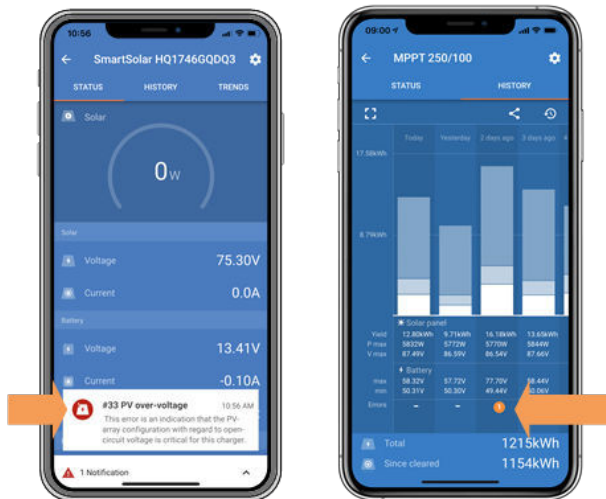 10:56
SmartSolar HQ1746GQDQ3
STATUS HISTORY TRENDS
Solar
0W
Solar
Voltage 75.30V
Current 0.0A
Battery
Voltage 13.41V
Current -0.10A
#33 PV over-voltage 10:56 AM
This error is an indication that the PV-
array configuration with regard to open-
circuit voltage is critical for this charger.
1 Notification
09:00
MPPT 250/100
STATUS HISTORY
Today Yesterday 2 days ago 3 days ago
17.58kWh
8.79kWh
Solar panel
Yield 12.80kWh 9.71kWh 16.18kWh 13.65kWh
P max 5832W 5772W 5770W 5844W
V max 87.49V 86.59V 86.54V 87.66V
Battery
max 58.32V 57.72V 77.70V 58.44V
min 50.31V 50.30V 49.44V
Errors - - 1
Total 1215kWh
Since cleared 1154kWh